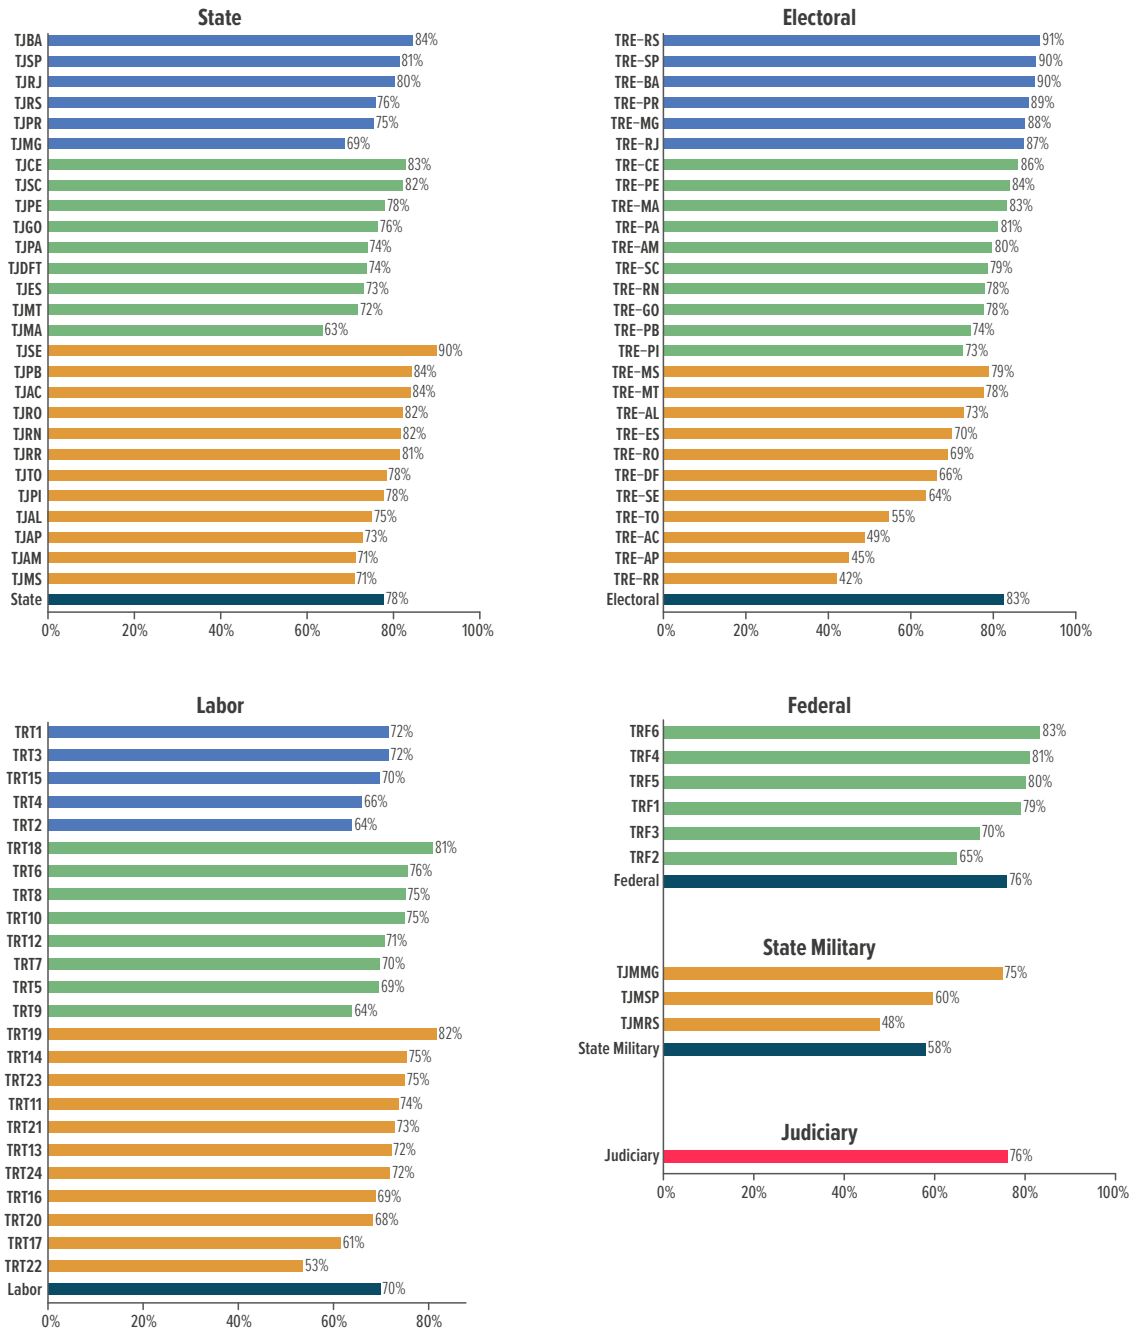 State
TJBA 84%
TJSP 81%
TJRJ 80%
TJRS 76%
TJPR 75%
TJMG 69%
TJCE 83%
TJSC 82%
TJPE 78%
TJGO 76%
TJPA 74%
TJDFT 74%
TJES 73%
TJMT 72%
TJMA 63%
TJSE 90%
TJPB 84%
TJAC 84%
TJRO 82%
TJRN 82%
TJRR 81%
TJTO 78%
TJPI 78%
TJAL 75%
TJAP 73%
TJAM 71%
TJMS 71%
State 78%
0% 20% 40% 60% 80% 100%
Electoral
TRE-RS 91%
TRE-SP 90%
TRE-BA 90%
TRE-PR 89%
TRE-MG 88%
TRE-RJ 87%
TRE-CE 86%
TRE-PE 84%
TRE-MA 83%
TRE-PA 81%
TRE-AM 80%
TRE-SC 79%
TRE-RN 78%
TRE-GO 78%
TRE-PB 74%
TRE-PI 73%
TRE-MS 79%
TRE-MT 78%
TRE-AL 73%
TRE-ES 70%
TRE-RO 69%
TRE-DF 66%
TRE-SE 64%
TRE-TO 55%
TRE-AC 49%
TRE-AP 45%
TRE-RR 42%
Electoral 83%
0% 20% 40% 60% 80% 100%
Labor
TRT1 72%
TRT3 72%
TRT15 70%
TRT4 66%
TRT2 64%
TRT18 81%
TRT6 76%
TRT8 75%
TRT10 75%
TRT12 71%
TRT7 70%
TRT5 69%
TRT9 64%
TRT19 82%
TRT14 75%
TRT23 75%
TRT11 74%
TRT21 73%
TRT13 72%
TRT24 72%
TRT16 69%
TRT20 68%
TRT17 61%
TRT22 53%
Labor 70%
0% 20% 40% 60% 80%
Federal
TRF6 83%
TRF4 81%
TRF5 80%
TRF1 79%
TRF3 70%
TRF2 65%
Federal 76%
State Military
TJMMG 75%
TJMSP 60%
TJMRS 48%
State Military 58%
Judiciary
Judiciary 76%
0% 20% 40% 60% 80% 100%